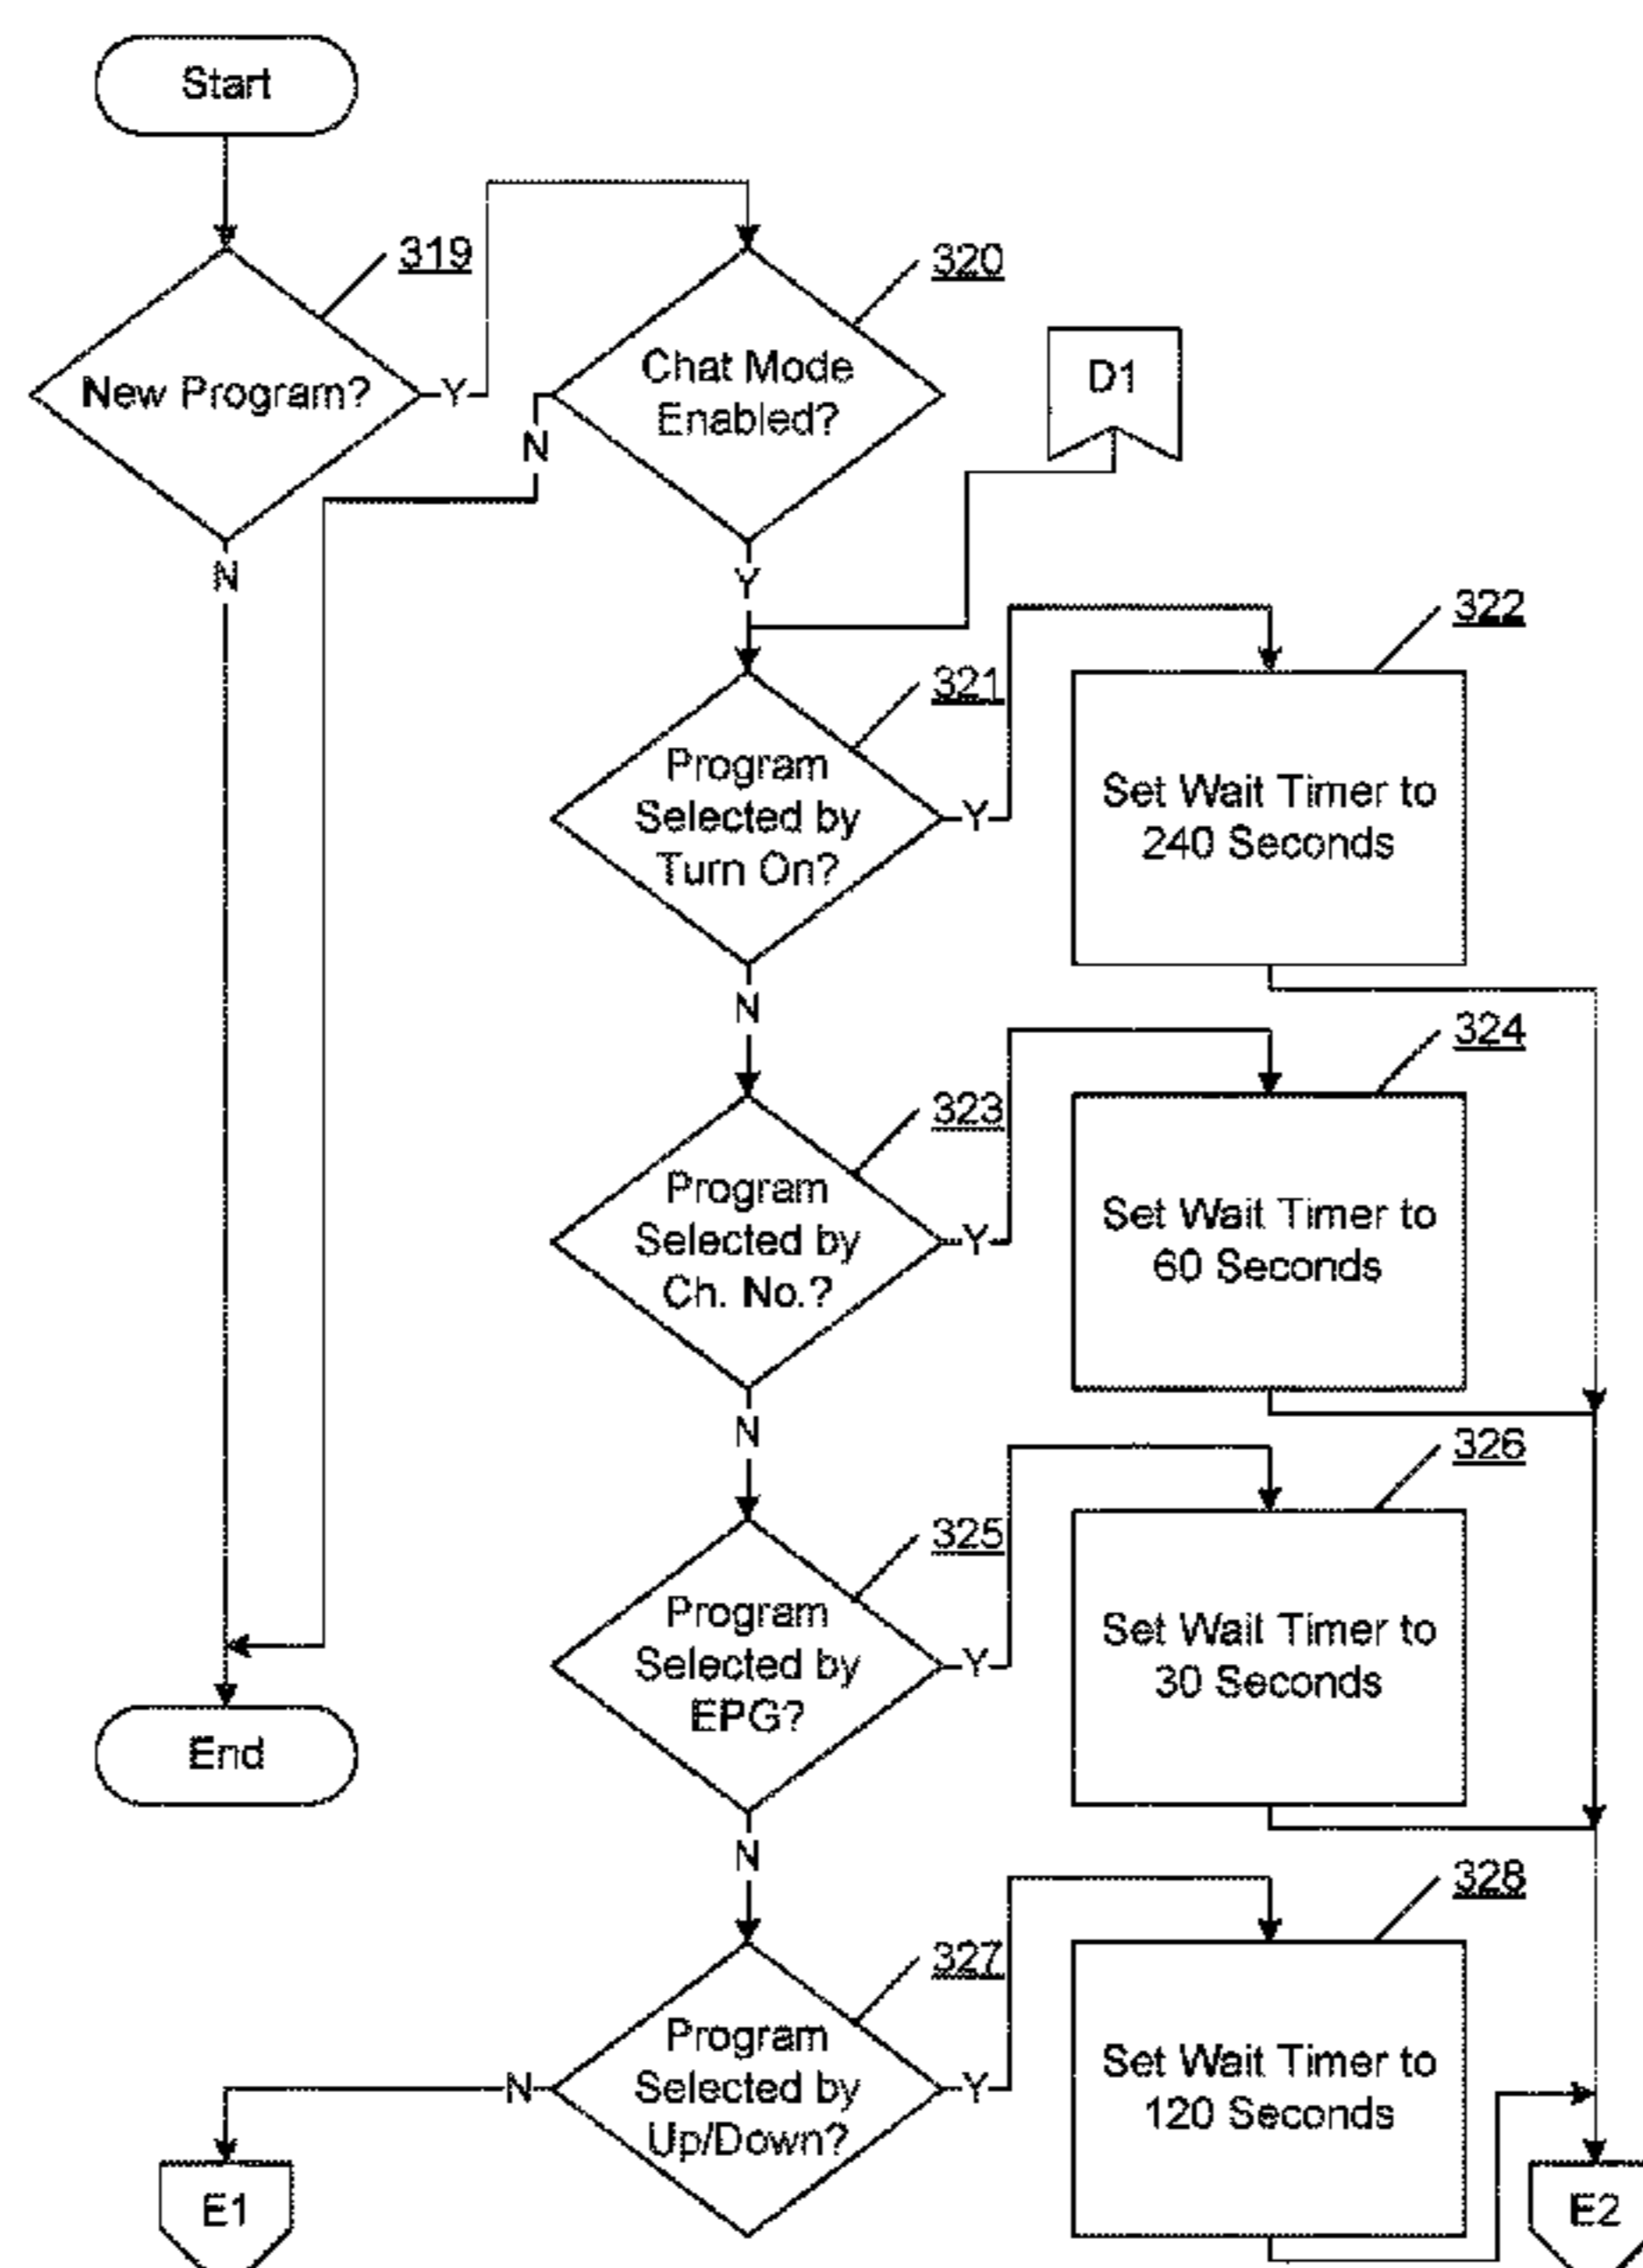 Start
319
New Program?
Y
N
320
Chat Mode
Enabled?
N
Y
D1
321
Program
Selected by
Turn On?
Y
N
322
Set Wait Timer to
240 Seconds
323
Program
Selected by
Ch. No.?
Y
N
324
Set Wait Timer to
60 Seconds
325
Program
Selected by
EPG?
Y
N
326
Set Wait Timer to
30 Seconds
End
327
Program
Selected by
Up/Down?
N
Y
328
Set Wait Timer to
120 Seconds
E1
E2